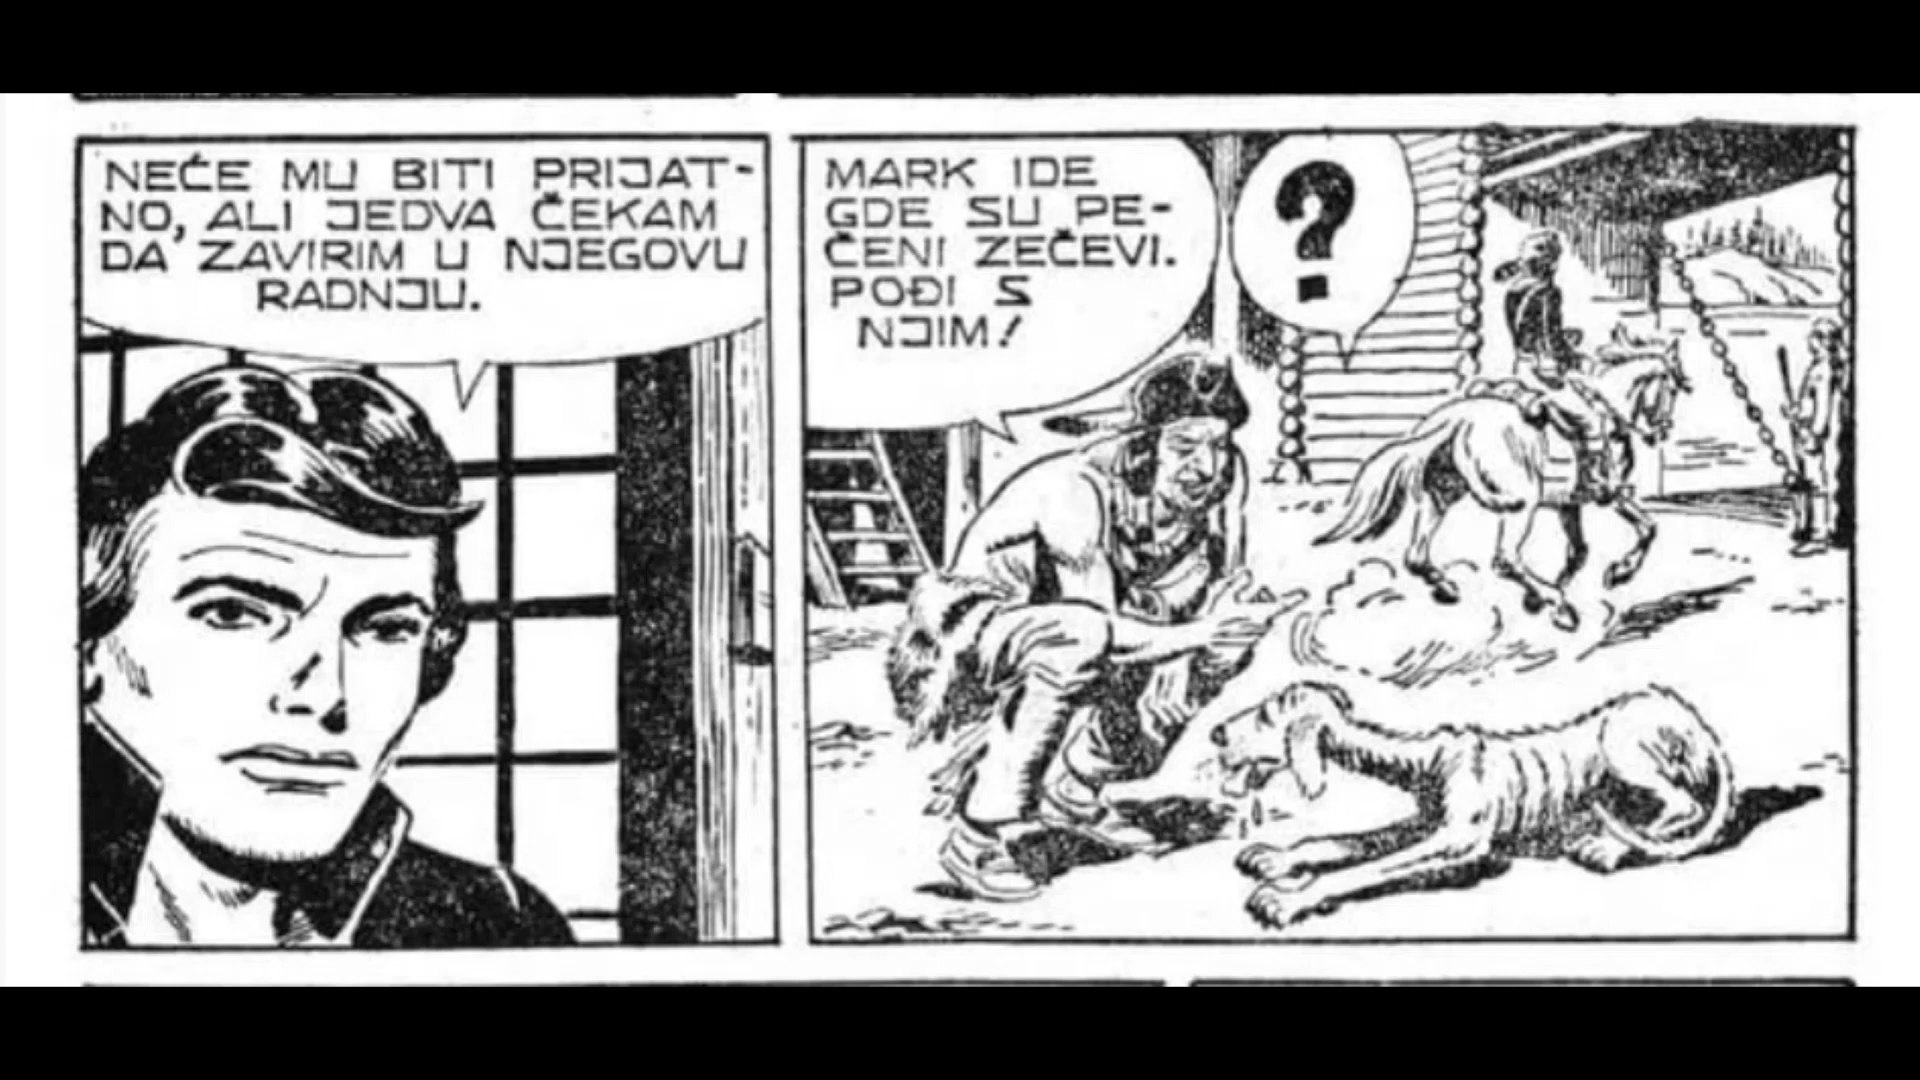 NEĆE MU BITI PRIJAT-
NO, ALI JEDVA ČEKAM
DA ZAVIRIM U NJEGOVU
RADNJU.
MARK IDE
GDE SU PE-
ČENI ZEČEVI.
POĐI S
NJIM!
?